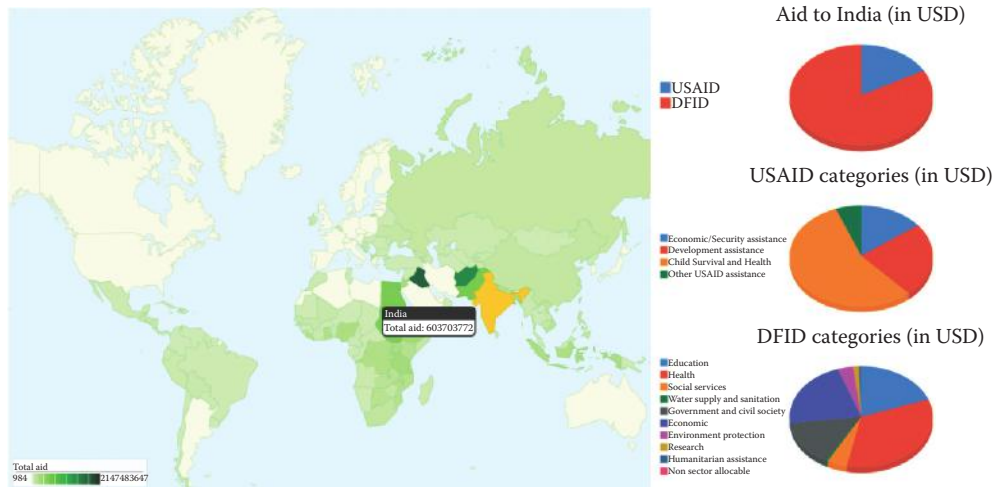 Aid to India (in USD)
USAID
DFID
USAID categories (in USD)
Economic/Security assistance
Development assistance
Child Survival and Health
Other USAID assistance
India
Total aid: 603703772
DFID categories (in USD)
Education
Health
Social services
Water supply and sanitation
Government and civil society
Economic
Environment protection
Research
Humanitarian assistance
Non sector allocable
Total aid
984 2147483647